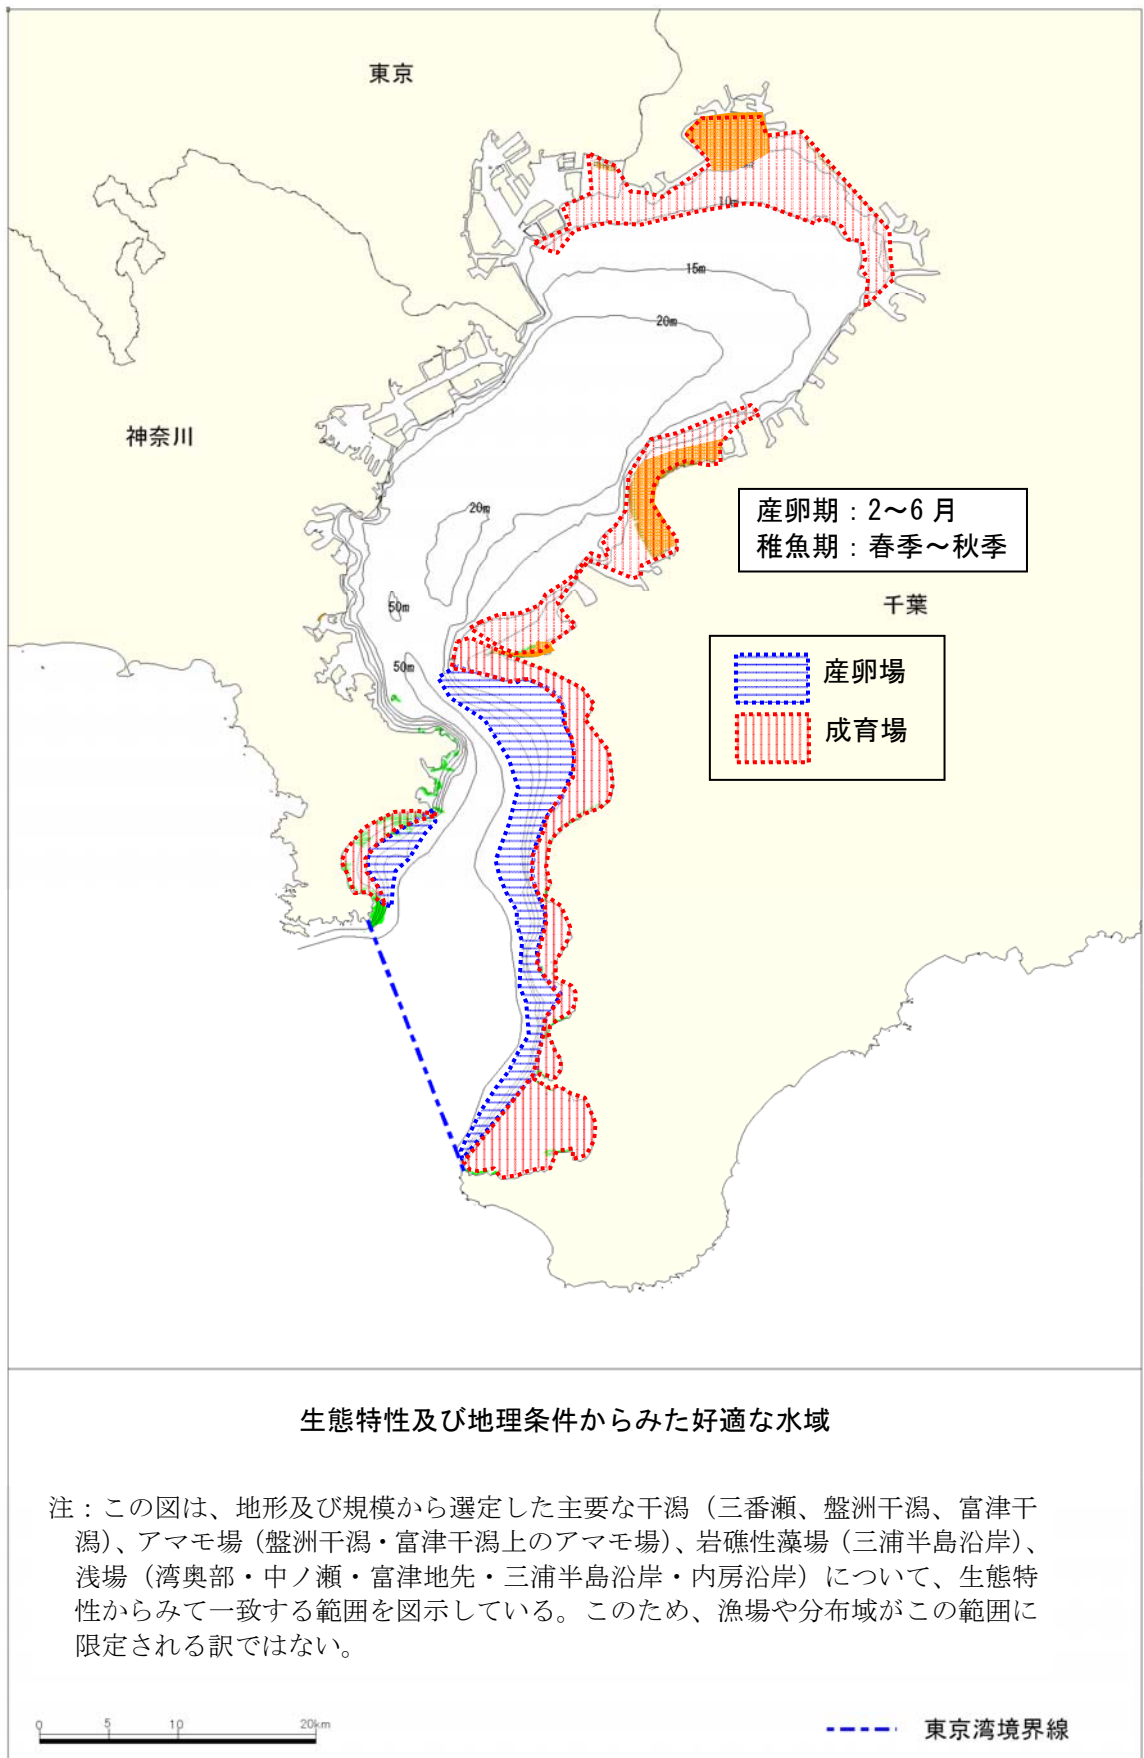 東京
10m
15m
20m
神奈川
20m
産卵期：2～6 月
稚魚期：春季～秋季
50m
千葉
50m
産卵場
成育場
生態特性及び地理条件からみた好適な水域
注：この図は、地形及び規模から選定した主要な干潟（三番瀬、盤洲干潟、富津干
潟）、アマモ場（盤洲干潟・富津干潟上のアマモ場）、岩礁性藻場（三浦半島沿岸）、
浅場（湾奥部・中ノ瀬・富津地先・三浦半島沿岸・内房沿岸）について、生態特
性からみて一致する範囲を図示している。このため、漁場や分布域がこの範囲に
限定される訳ではない。
0 5 10 20km
東京湾境界線